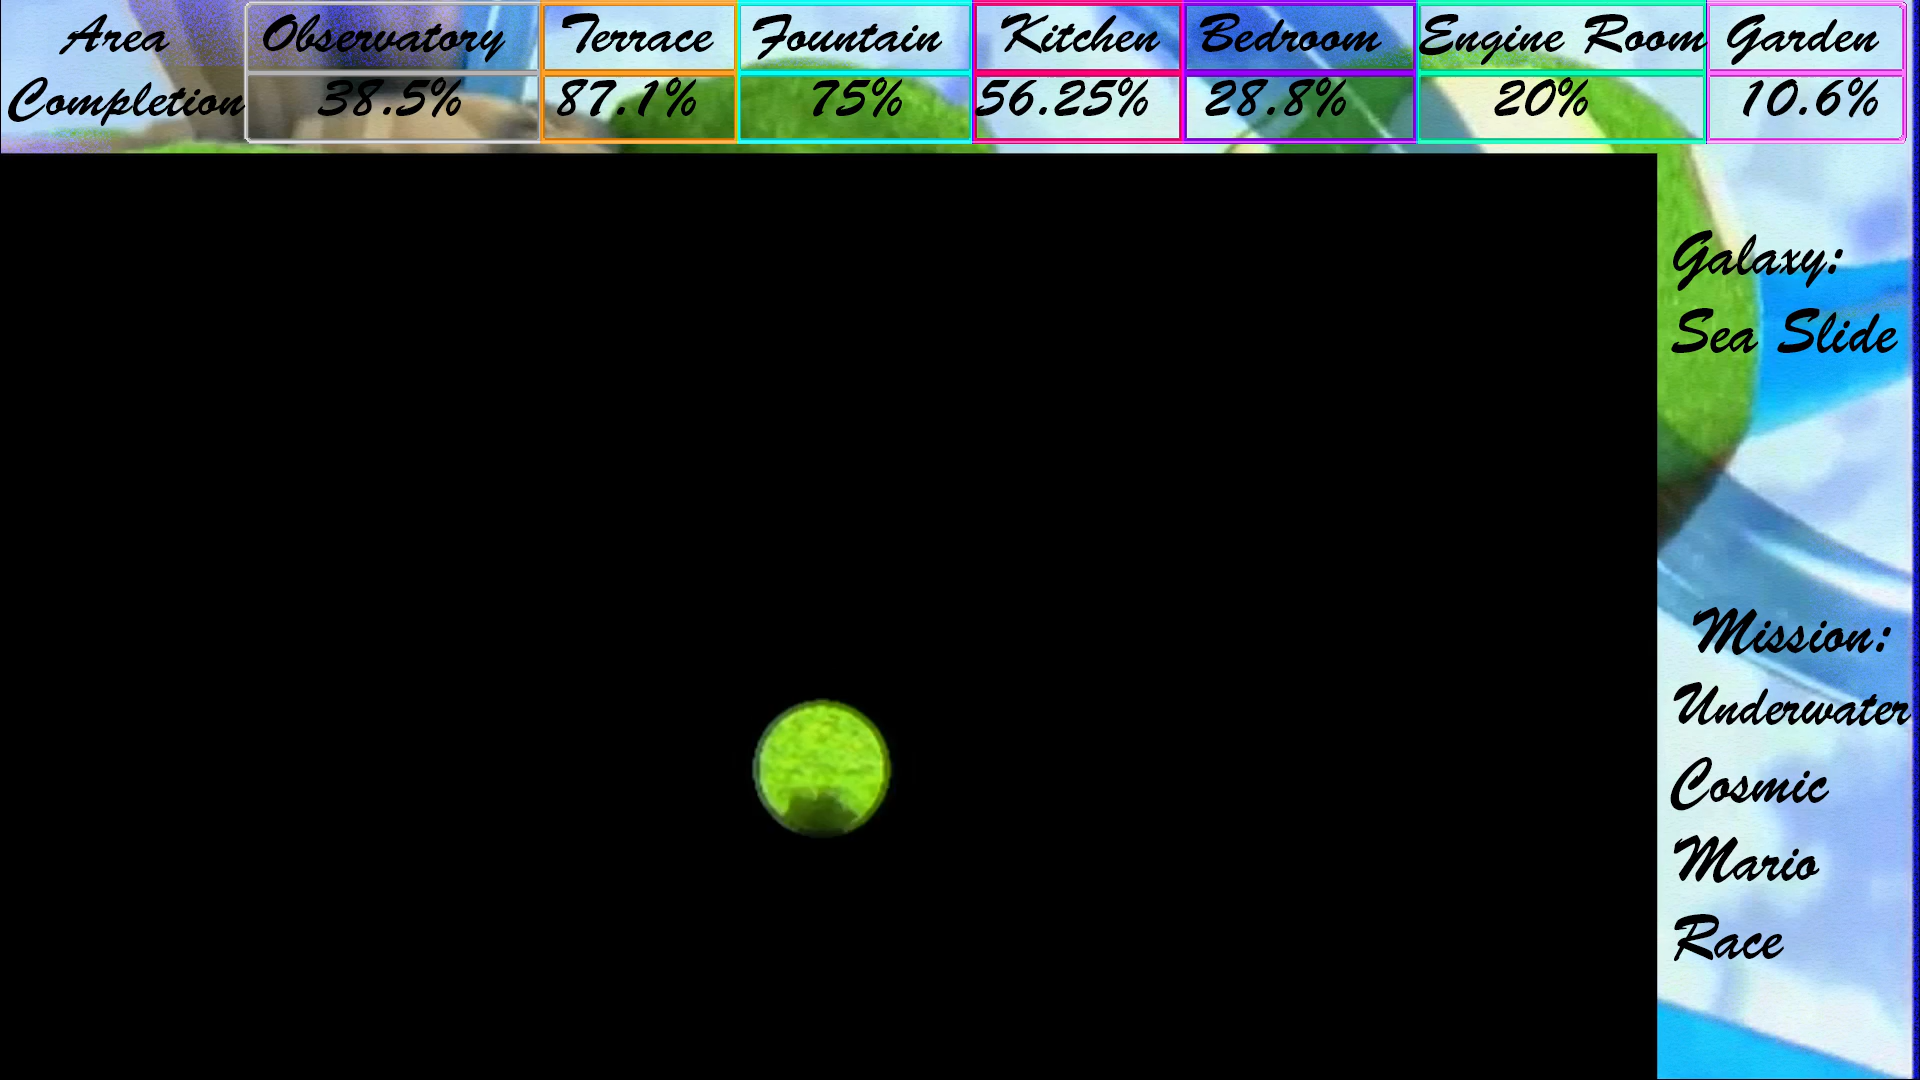 Area Observatory Terrace Fountain Kitchen Bedroom Engine Room Garden
Completion 38.5% 87.1% 75% 56.25% 28.8% 20% 10.6%
Galaxy:
Sea Slide
Mission:
Underwater
Cosmic
Mario
Race